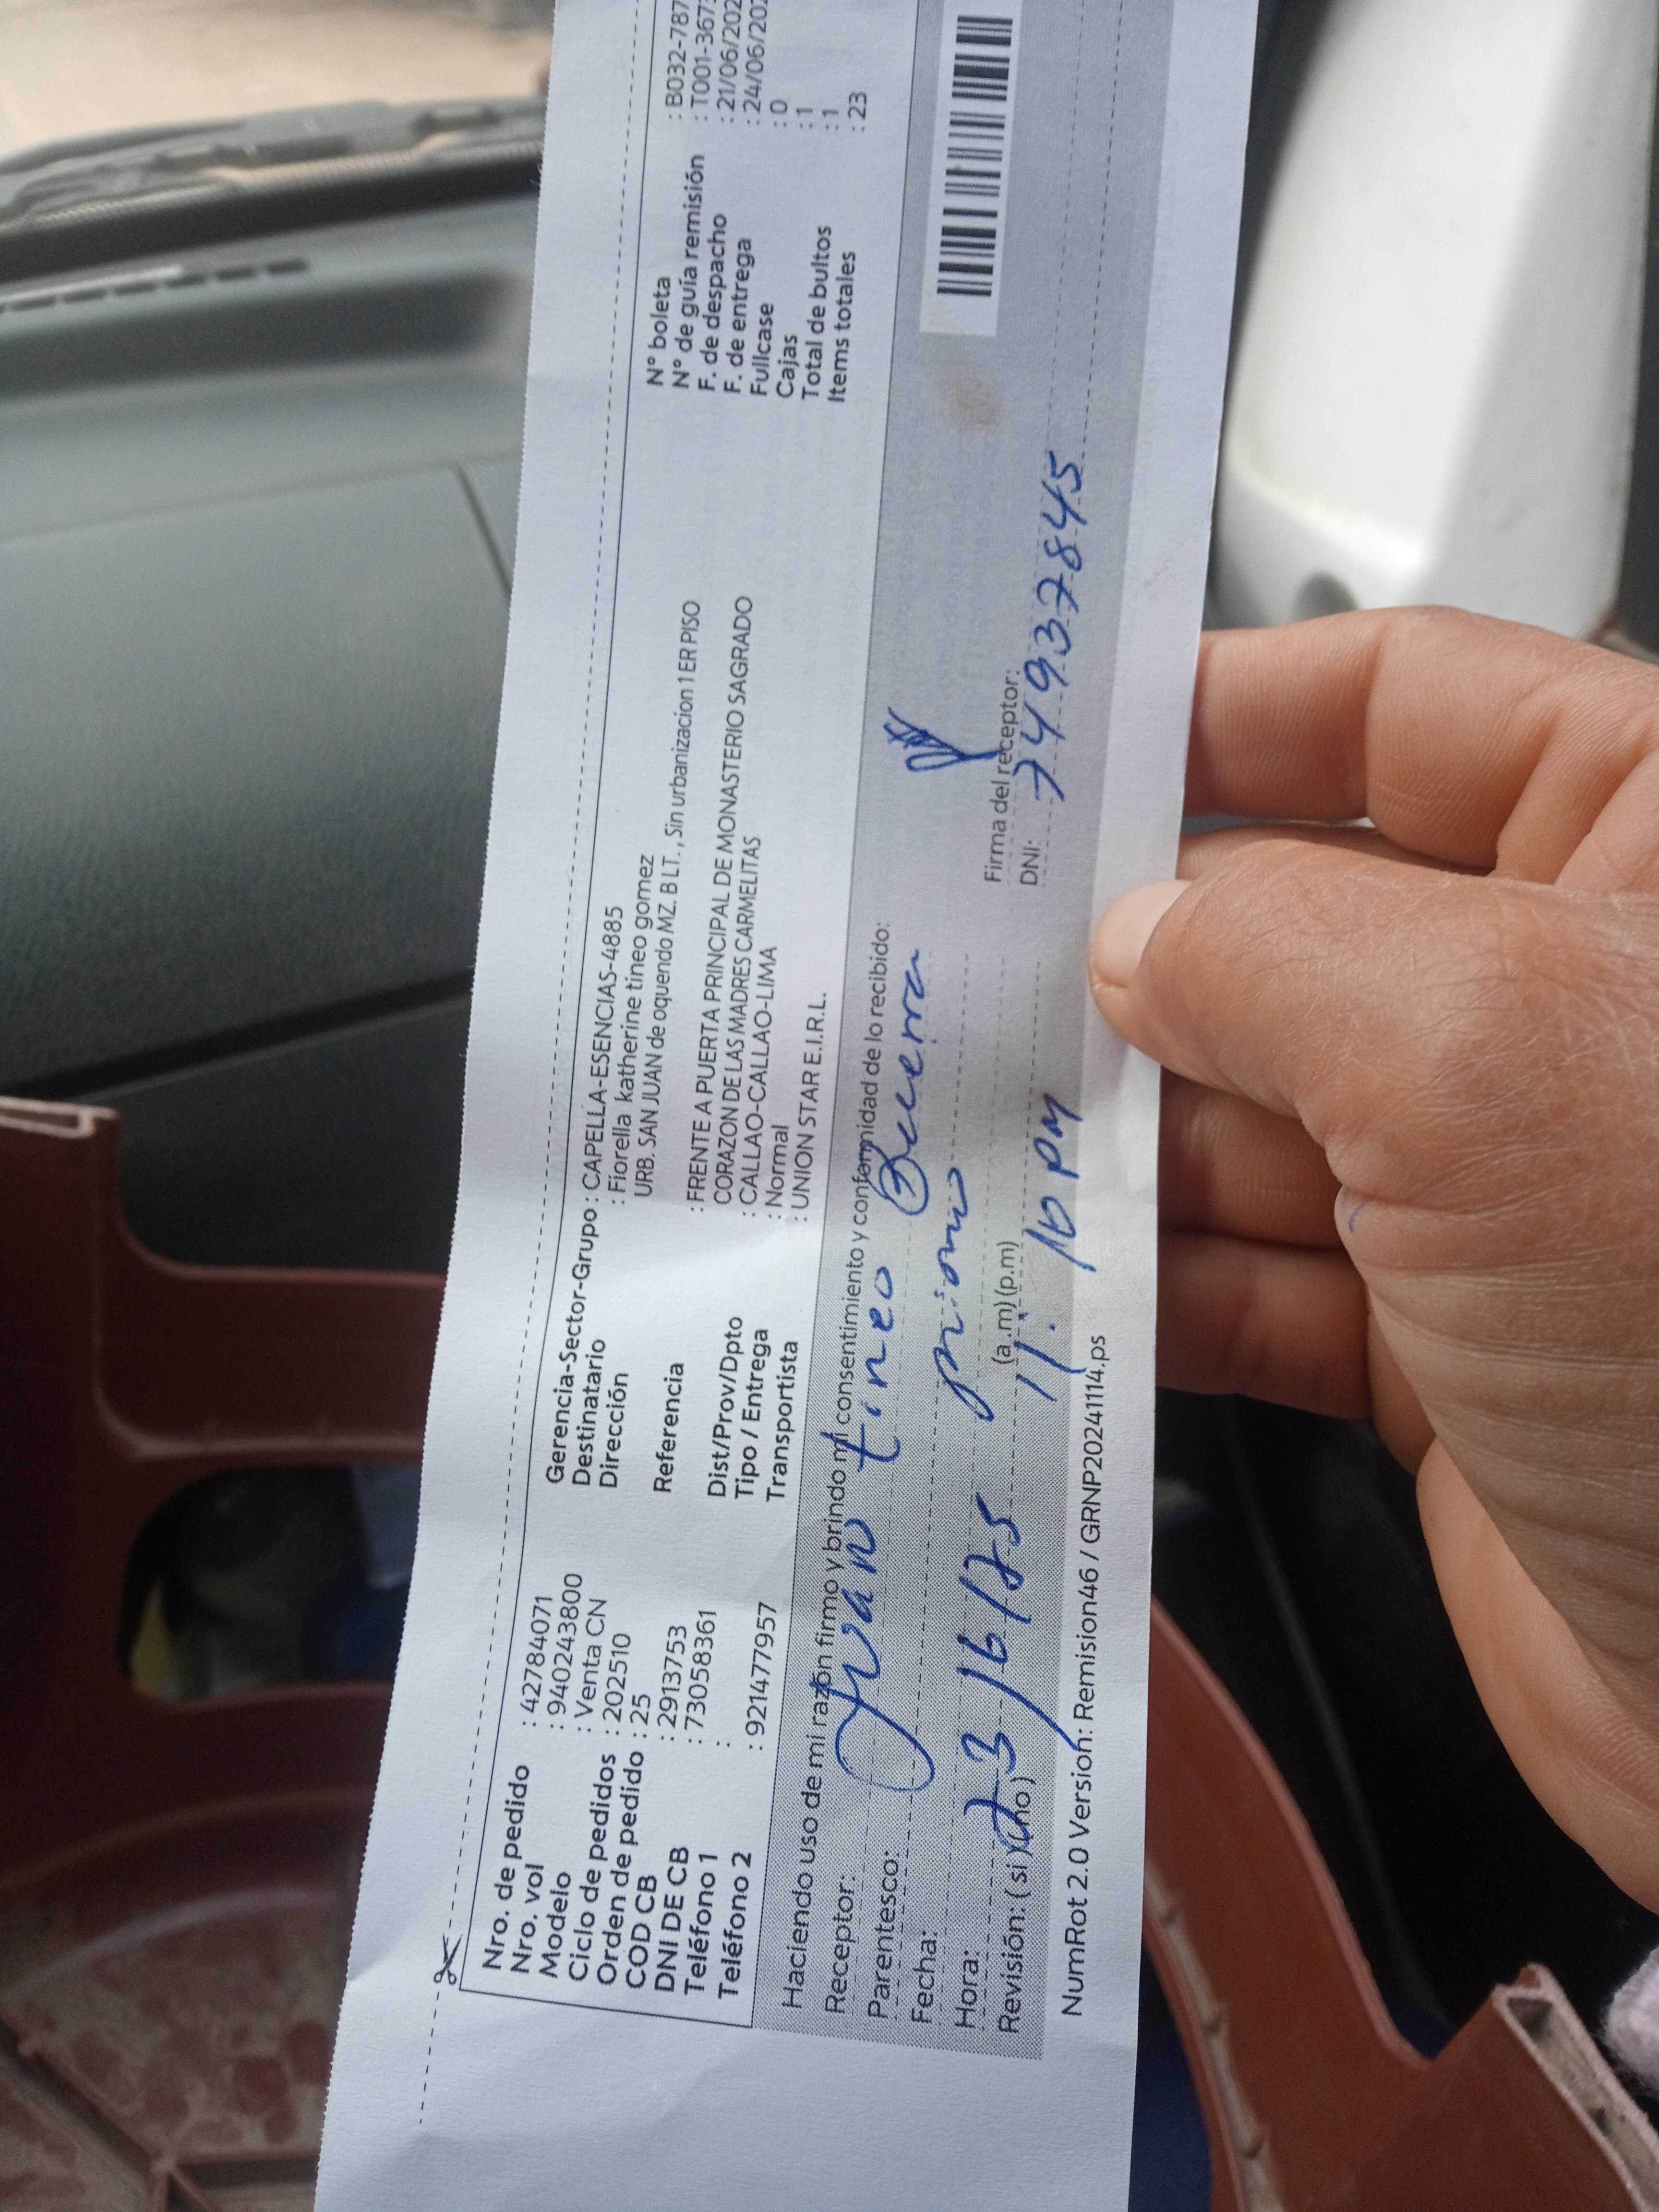 Nro. de pedido : 42784071
Nro. vol : 940243800
Modelo : Venta CN
Ciclo de pedidos : 202510
Orden de pedido : 25
COD CB : 2913753
DNI DE CB : 73058361
Teléfono 1 :
Teléfono 2 : 921477957
Gerencia-Sector-Grupo : CAPELLA-ESENCIAS-4885
Destinatario : Fiorella katherine tineo gomez
Dirección URB. SAN JUAN de oquendo MZ. B LT. , Sin urbanizacion 1 ER PISO
Referencia : FRENTE A PUERTA PRINCIPAL DE MONASTERIO SAGRADO
CORAZON DE LAS MADRES CARMELITAS
Dist/Prov/Dpto : CALLAO-CALLAO-LIMA
Tipo / Entrega : Normal
Transportista : UNION STAR E.I.R.L.
N° boleta : B032-787
N° de guía remisión : T001-367
F. de despacho : 21/06/202
F. de entrega : 24/06/20
Fullcase : 0
Cajas : 1
Total de bultos : 1
Items totales : 23
Haciendo uso de mi razón firmo y brindo mi consentimiento y conformidad de lo recibido:
Receptor: Juan tineo Becerra
Parentesco: primo
Fecha: 23/6/25
Hora: (a.m) (p.m) 1: 16 pm
Revisión: ( si ) ( no )
Firma del receptor:
DNI: 74937845
NumRot 2.0 Version: Remision46 / GRNP20241114.ps